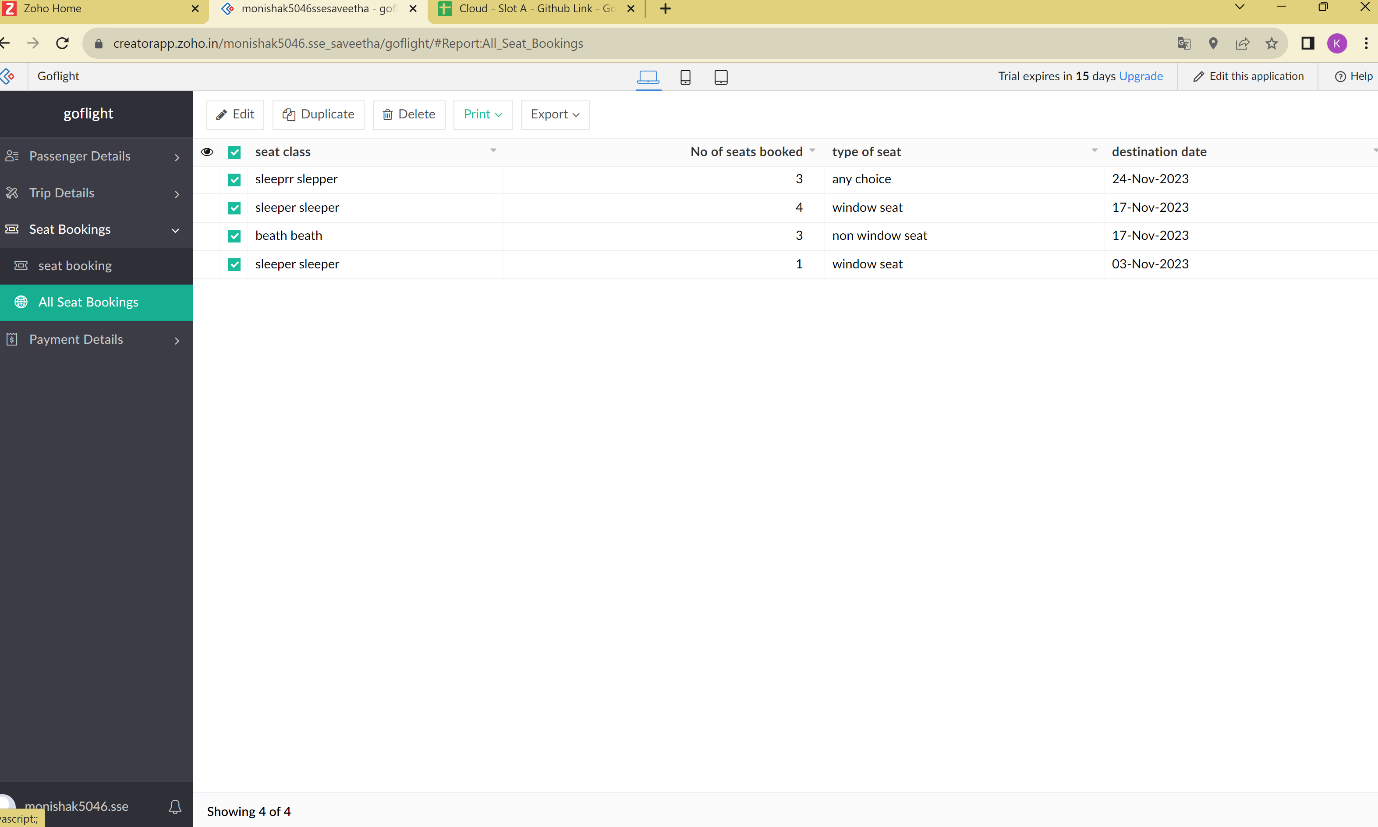 Zoho Home
monishak5046ssesaveetha - gof
Cloud - Slot A - Github Link - Go
creatorapp.zoho.in/monishak5046.sse_saveetha/goflight/#Report:All_Seat_Bookings
K
Goflight
Trial expires in 15 days Upgrade
Edit this application
Help
goflight
Edit
Duplicate
Delete
Print
Export
Passenger Details
Trip Details
Seat Bookings
seat booking
All Seat Bookings
Payment Details
seat class No of seats booked type of seat destination date
sleeprr slepper 3 any choice 24-Nov-2023
sleeper sleeper 4 window seat 17-Nov-2023
beath beath 3 non window seat 17-Nov-2023
sleeper sleeper 1 window seat 03-Nov-2023
monishak5046.sse
vascript:;
Showing 4 of 4